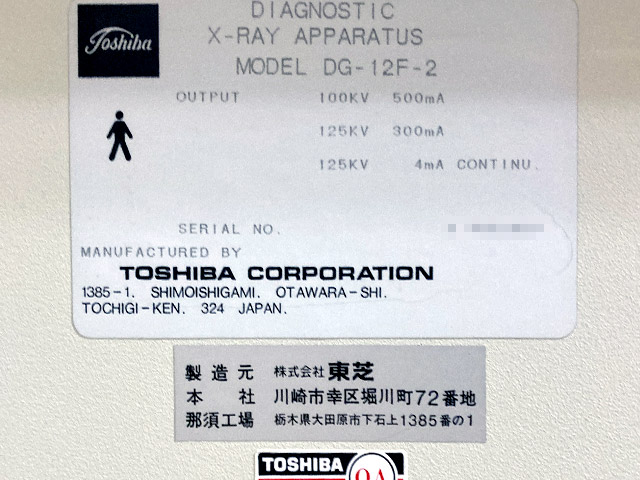 Toshiba
DIAGNOSTIC
X-RAY APPARATUS
MODEL DG-12F-2
OUTPUT 100KV 500mA
125KV 300mA
125KV 4mA CONTINU.
SERIAL NO.
MANUFACTURED BY
TOSHIBA CORPORATION
1385-1. SHIMOISHIGAMI. OTAWARA-SHI.
TOCHIGI-KEN. 324 JAPAN.
製造元 株式会社 東芝
本社 川崎市幸区堀川町72番地
那須工場 栃木県大田原市下石上1385番の1
TOSHIBA
QA